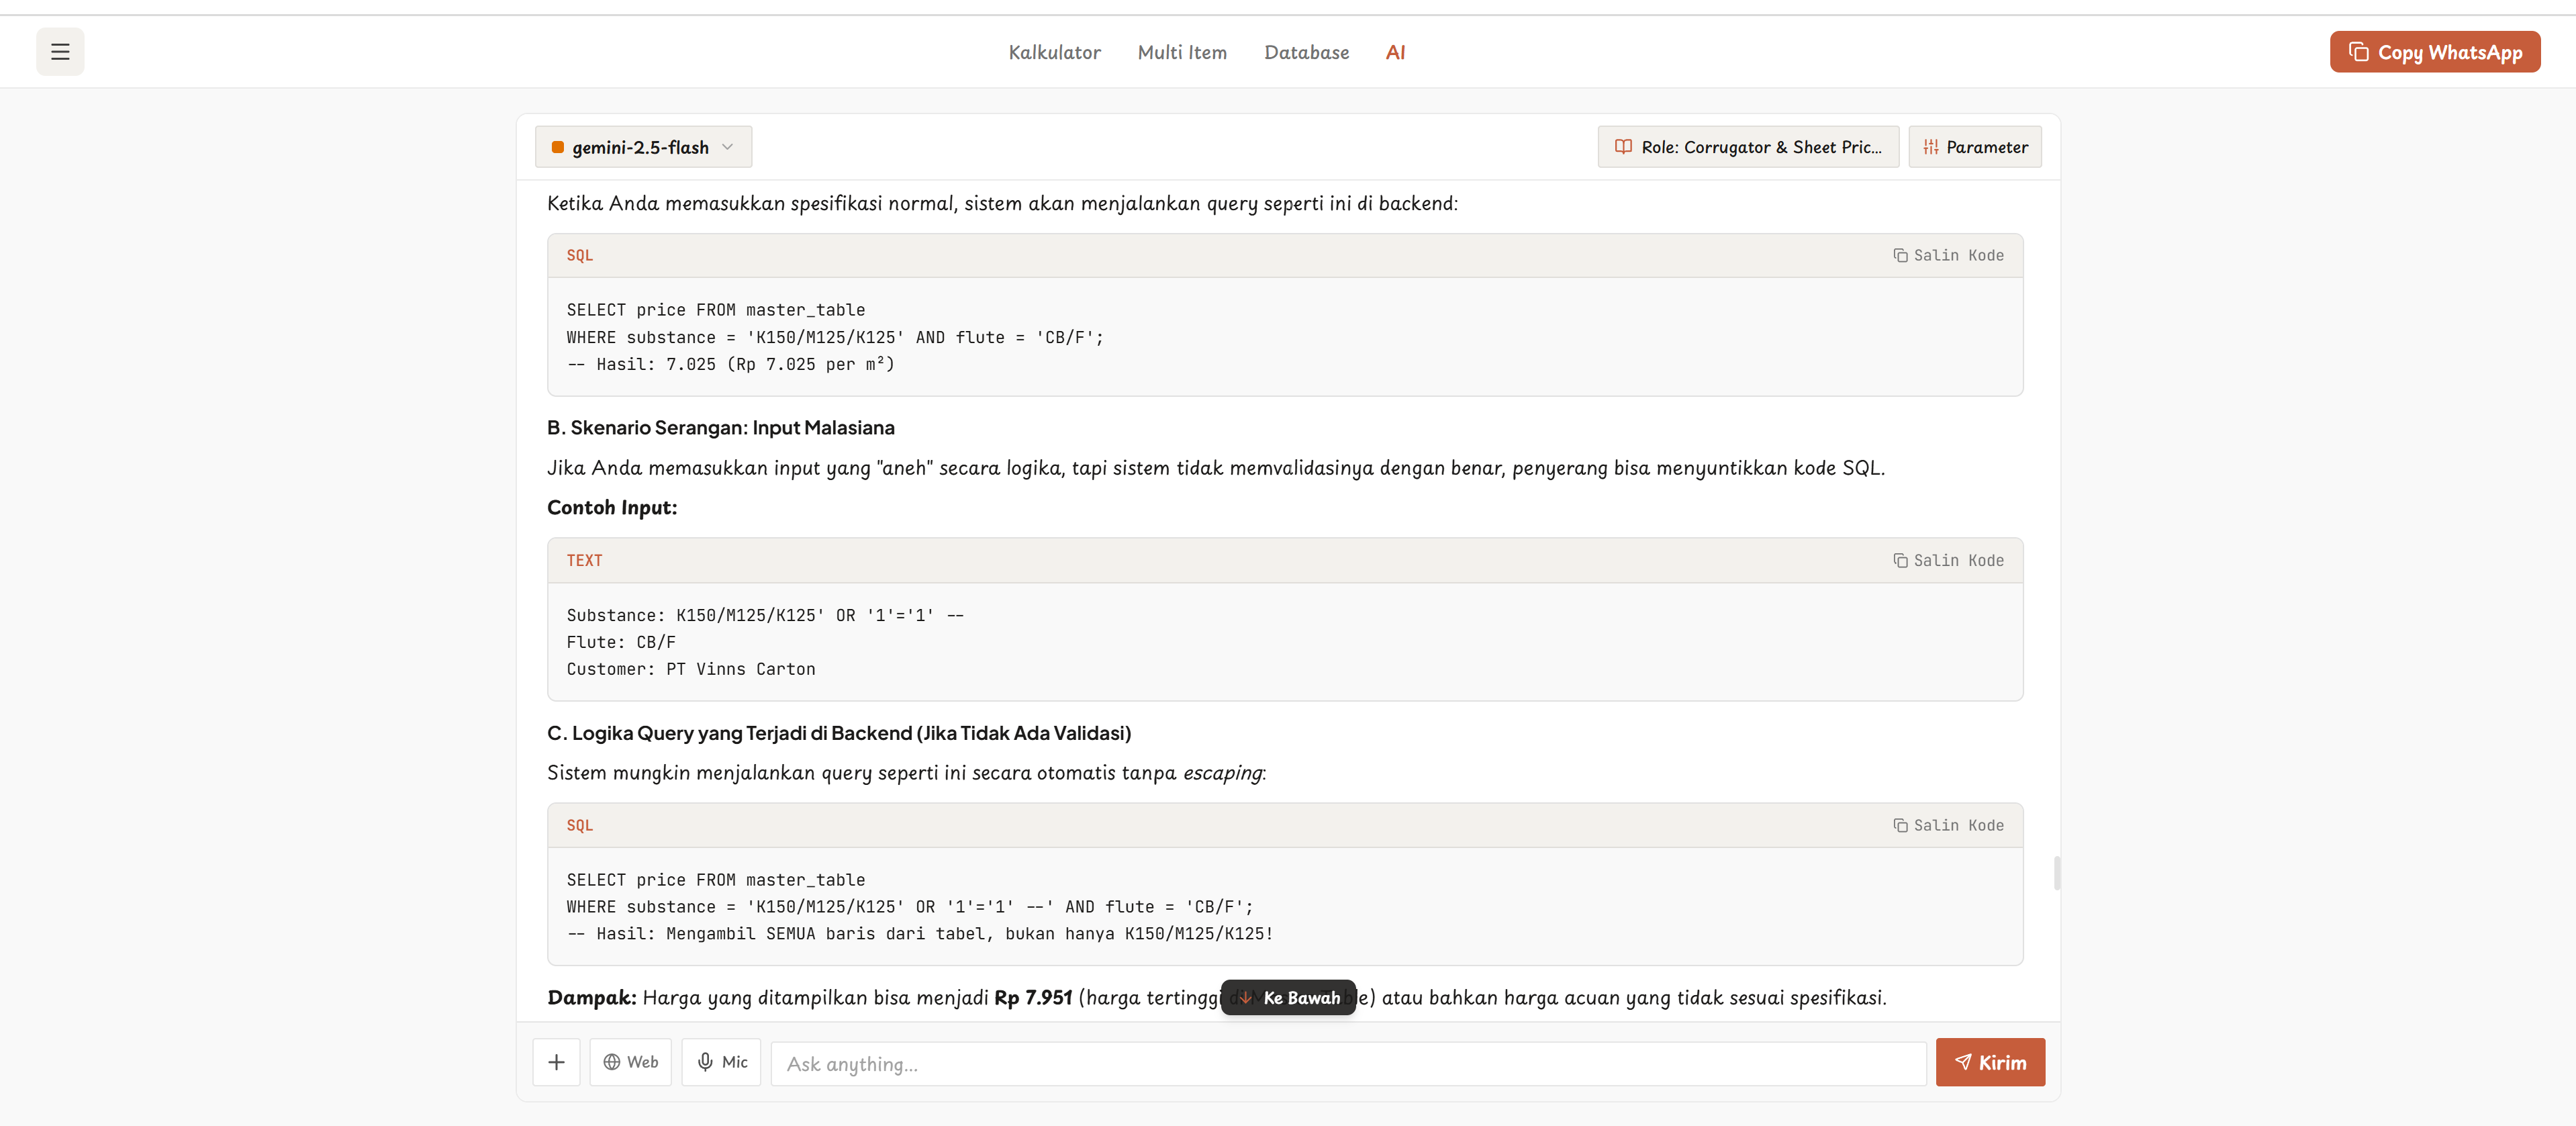 Kalkulator Multi Item Database AI
Copy WhatsApp
gemini-2.5-flash
Role: Corrugator & Sheet Pric...
Parameter
Ketika Anda memasukkan spesifikasi normal, sistem akan menjalankan query seperti ini di backend:
SQL
Salin Kode
SELECT price FROM master_table
WHERE substance = 'K150/M125/K125' AND flute = 'CB/F';
-- Hasil: 7.025 (Rp 7.025 per m²)
B. Skenario Serangan: Input Malasiana
Jika Anda memasukkan input yang "aneh" secara logika, tapi sistem tidak memvalidasinya dengan benar, penyerang bisa menyuntikkan kode SQL.
Contoh Input:
TEXT
Salin Kode
Substance: K150/M125/K125' OR '1'='1' --
Flute: CB/F
Customer: PT Vinns Carton
C. Logika Query yang Terjadi di Backend (Jika Tidak Ada Validasi)
Sistem mungkin menjalankan query seperti ini secara otomatis tanpa escaping:
SQL
Salin Kode
SELECT price FROM master_table
WHERE substance = 'K150/M125/K125' OR '1'='1' --' AND flute = 'CB/F';
-- Hasil: Mengambil SEMUA baris dari tabel, bukan hanya K150/M125/K125!
Dampak: Harga yang ditampilkan bisa menjadi Rp 7.951 (harga tertinggi atau bahkan harga acuan yang tidak sesuai spesifikasi.
Ke Bawah
Web
Mic
Ask anything...
Kirim